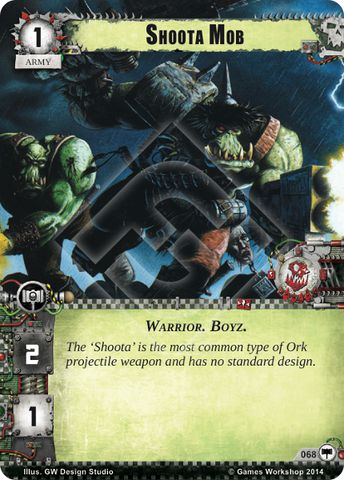 1
ARMY
Shoota Mob
2
1
Warrior. Boyz.
The ‘Shoota’ is the most common type of Ork
projectile weapon and has no standard design.
068
Illus. GW Design Studio
© Games Workshop 2014